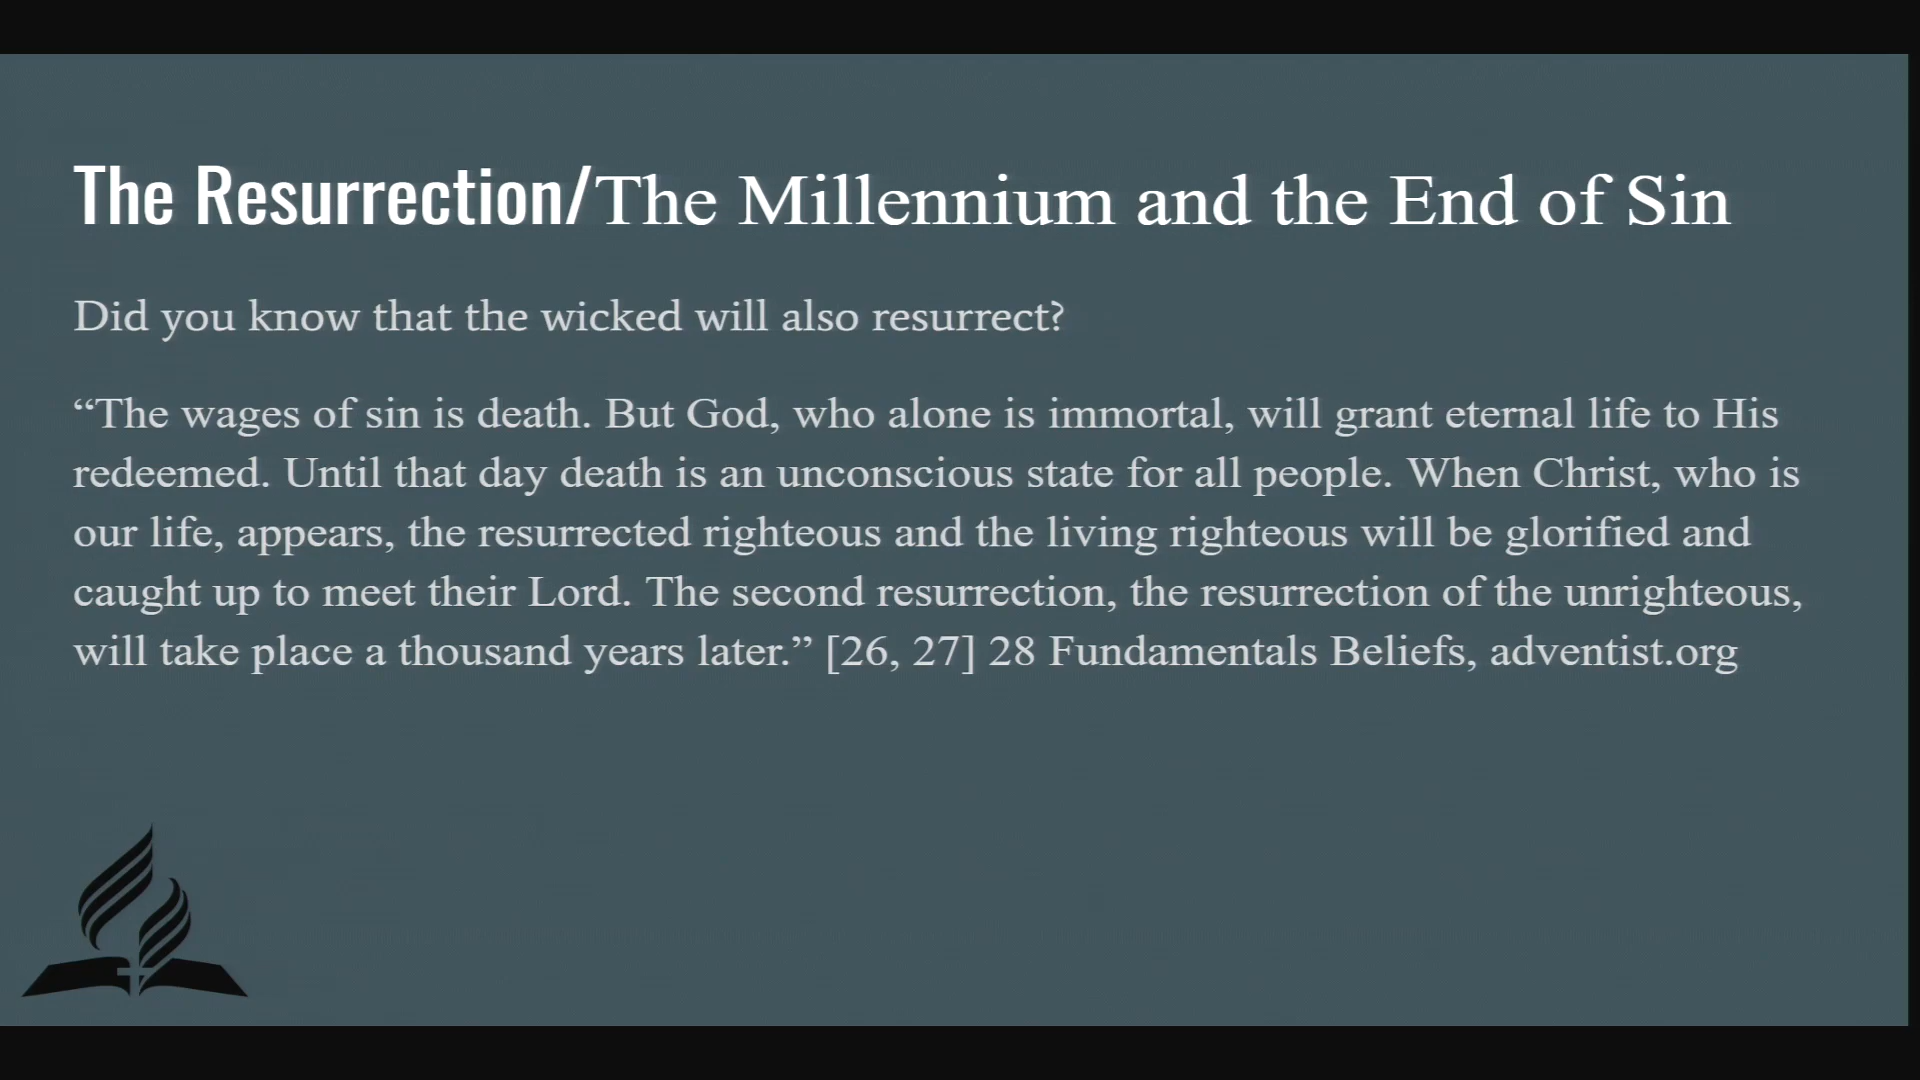 The Resurrection/The Millennium and the End of Sin
Did you know that the wicked will also resurrect?
“The wages of sin is death. But God, who alone is immortal, will grant eternal life to His
redeemed. Until that day death is an unconscious state for all people. When Christ, who is
our life, appears, the resurrected righteous and the living righteous will be glorified and
caught up to meet their Lord. The second resurrection, the resurrection of the unrighteous,
will take place a thousand years later.” [26, 27] 28 Fundamentals Beliefs, adventist.org